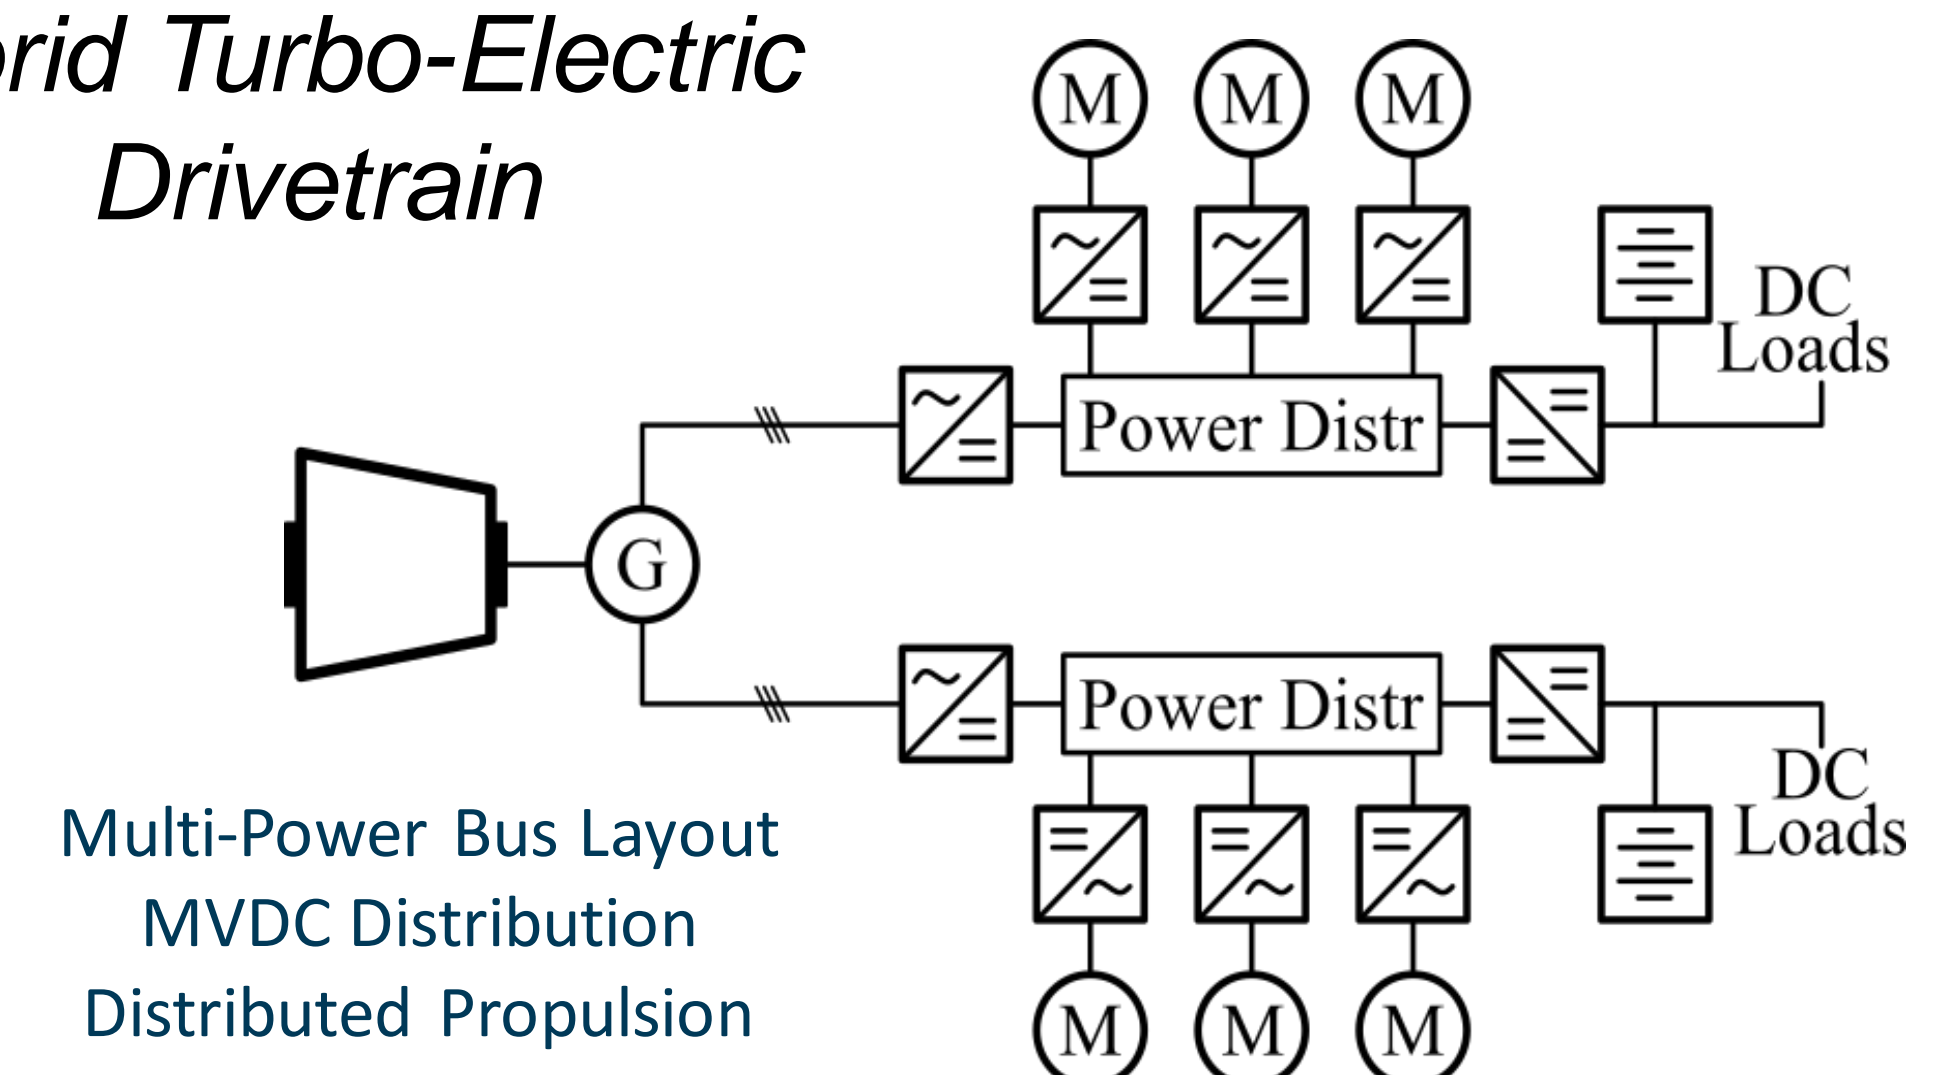 rid Turbo-Electric
Drivetrain
M M M
DC
Loads
Power Distr
G
Power Distr
DC
Loads
M M M
Multi-Power Bus Layout
MVDC Distribution
Distributed Propulsion